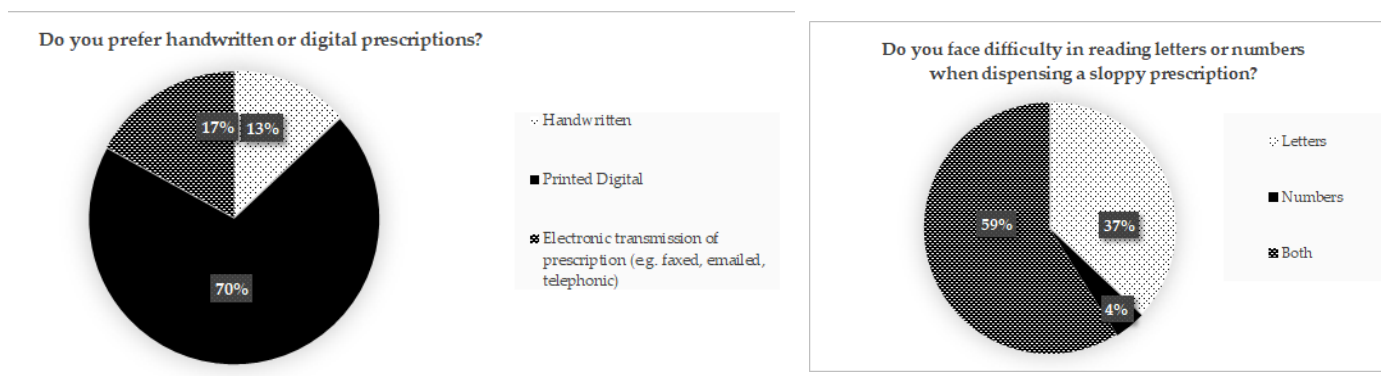 Do you prefer handwritten or digital prescriptions?
17%
13%
70%
Handwritten
Printed Digital
Electronic transmission of
prescription (e.g. faxed, emailed,
telephonic)
Do you face difficulty in reading letters or numbers
when dispensing a sloppy prescription?
59%
37%
4%
Letters
Numbers
Both